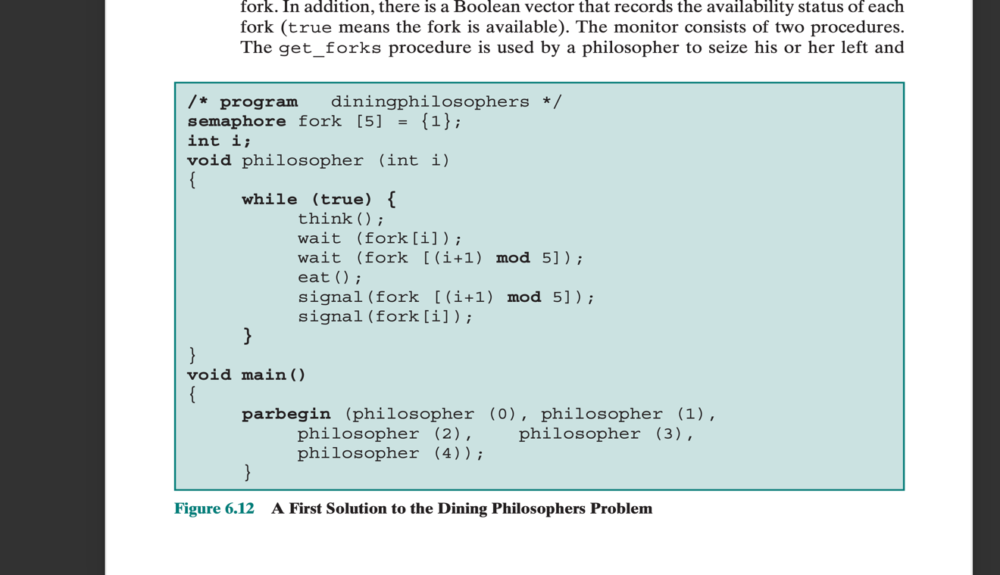 fork. In addition, there is a Boolean vector that records the availability status of each
fork (true means the fork is available). The monitor consists of two procedures.
The get_forks procedure is used by a philosopher to seize his or her left and
/* program   diningphilosophers */
semaphore fork [5] = {1};
int i;
void philosopher (int i)
{
     while (true) {
          think();
          wait (fork[i]);
          wait (fork [(i+1) mod 5]);
          eat();
          signal(fork [(i+1) mod 5]);
          signal(fork[i]);
     }
}
void main()
{
     parbegin (philosopher (0), philosopher (1),
          philosopher (2),    philosopher (3),
          philosopher (4));
     }
Figure 6.12   A First Solution to the Dining Philosophers Problem